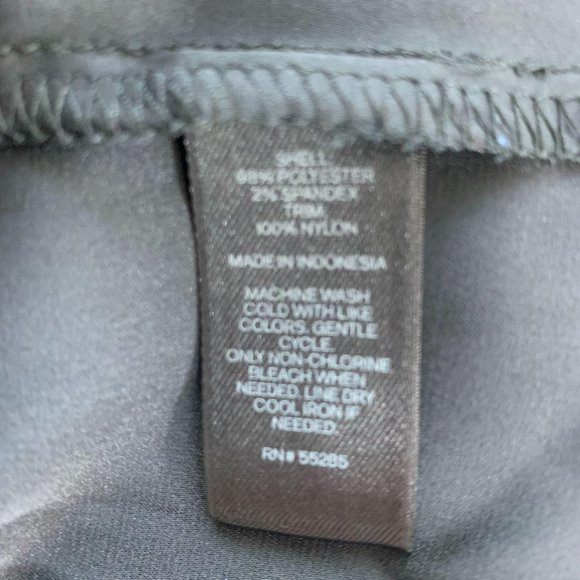 SHELL
98% POLYESTER
2% SPANDEX
TRIM
100% NYLON
MADE IN INDONESIA
MACHINE WASH
COLD WITH LIKE
COLORS. GENTLE
CYCLE.
ONLY NON-CHLORINE
BLEACH WHEN
NEEDED. LINE DRY
COOL IRON IF
NEEDED.
RN# 55285